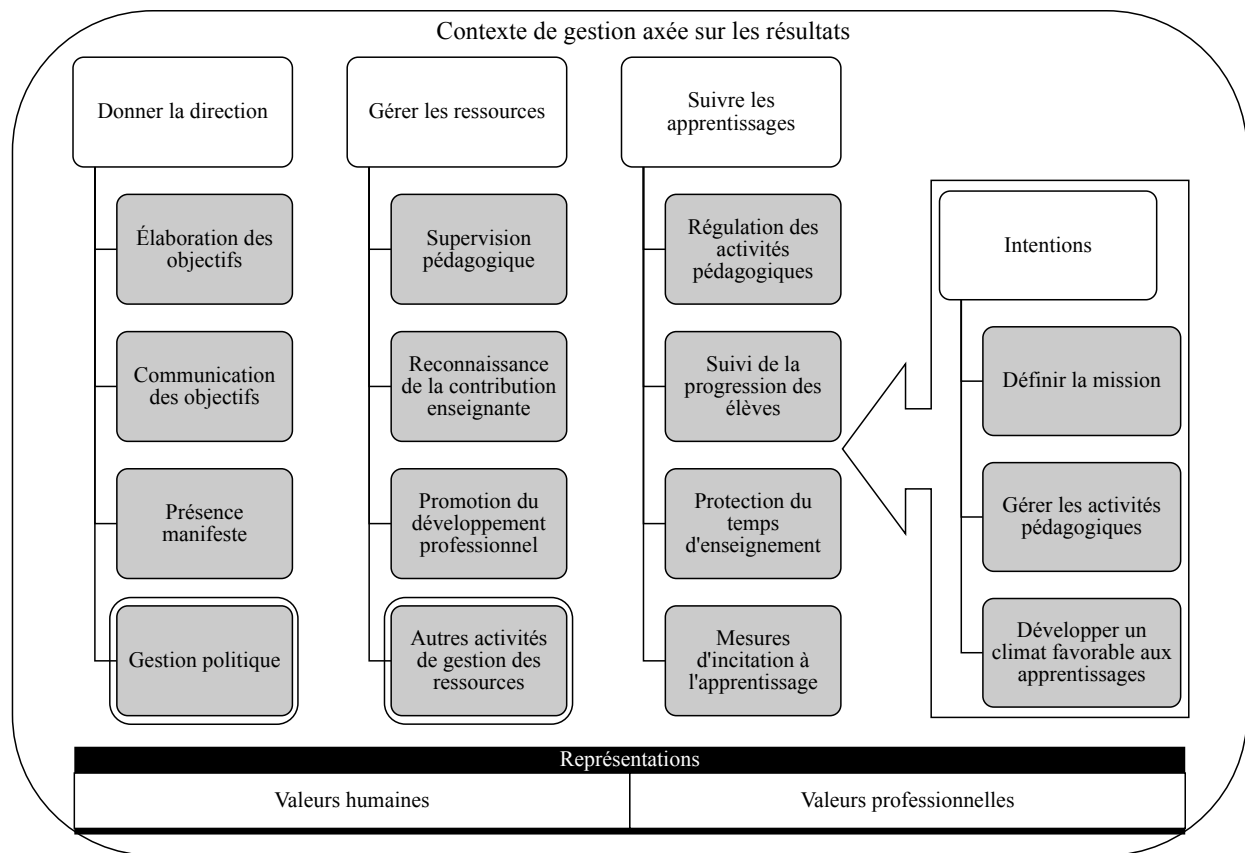 Contexte de gestion axée sur les résultats
Donner la direction
Élaboration des
objectifs
Communication
des objectifs
Présence
manifeste
Gestion politique
Gérer les ressources
Supervision
pédagogique
Reconnaissance
de la contribution
enseignante
Promotion du
développement
professionnel
Autres activités
de gestion des
ressources
Suivre les
apprentissages
Régulation des
activités
pédagogiques
Suivi de la
progression des
élèves
Protection du
temps
d'enseignement
Mesures
d'incitation à
l'apprentissage
Intentions
Définir la mission
Gérer les activités
pédagogiques
Développer un
climat favorable aux
apprentissages
Représentations
Valeurs humaines
Valeurs professionnelles